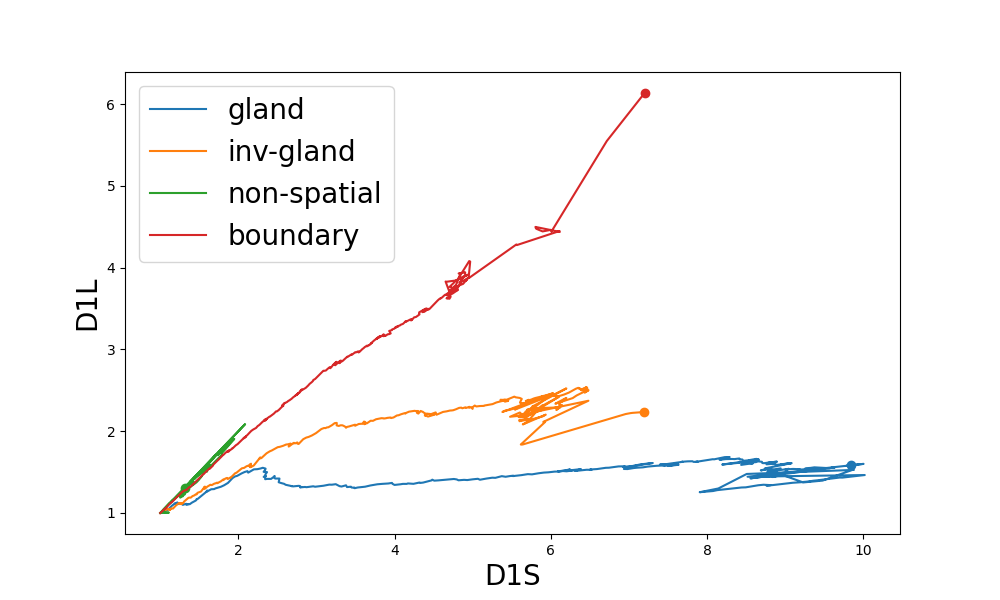 gland
inv-gland
non-spatial
boundary
6
5
4
3
2
1
D1L
2
4
6
8
10
D1S